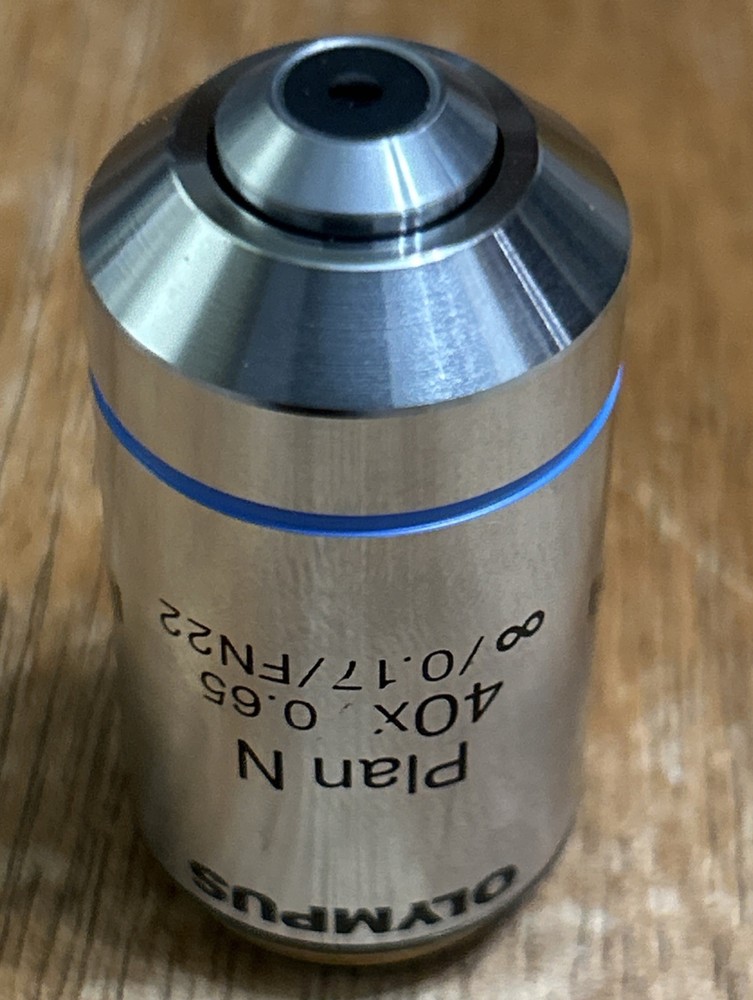 OLYMPUS
Plan N
40x 0.65
∞/0.17/FN22